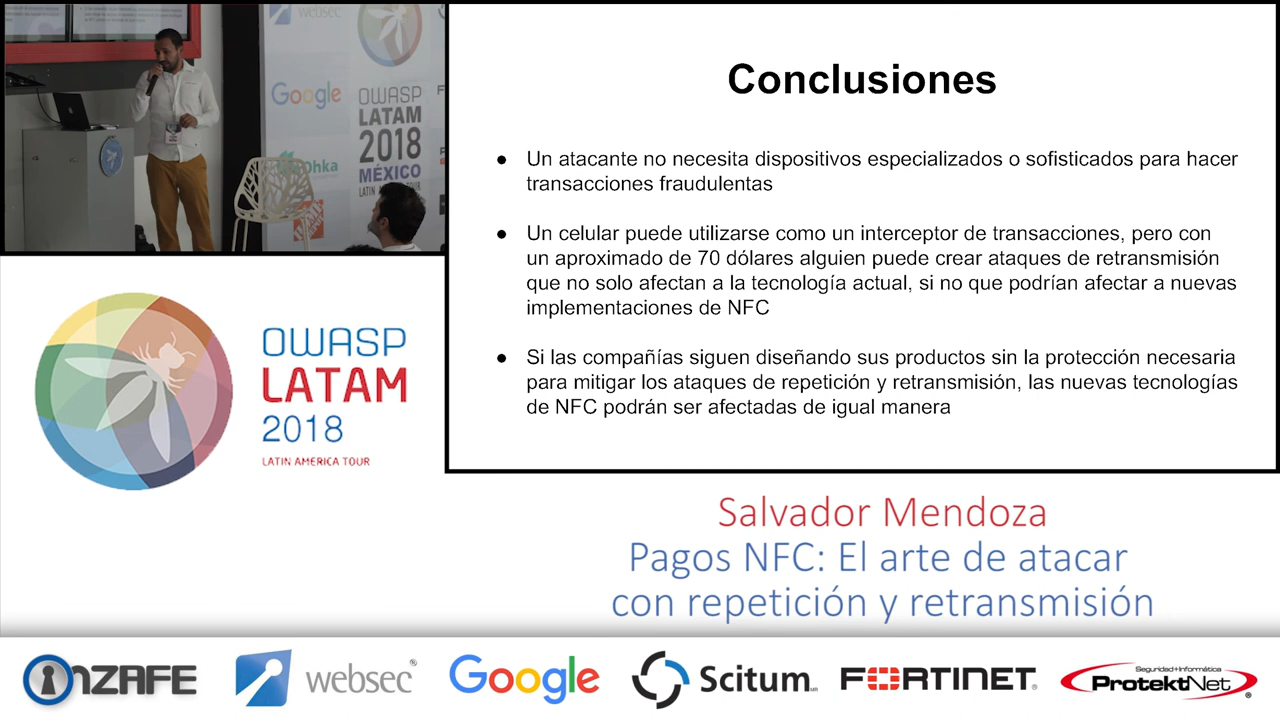 websec
Google
OWASP
LATAM
2018
MÉXICO
Ohka
Conclusiones
● Un atacante no necesita dispositivos especializados o sofisticados para hacer
transacciones fraudulentas
● Un celular puede utilizarse como un interceptor de transacciones, pero con
un aproximado de 70 dólares alguien puede crear ataques de retransmisión
que no solo afectan a la tecnología actual, si no que podrían afectar a nuevas
implementaciones de NFC
● Si las compañías siguen diseñando sus productos sin la protección necesaria
para mitigar los ataques de repetición y retransmisión, las nuevas tecnologías
de NFC podrán ser afectadas de igual manera
OWASP
LATAM
2018
LATIN AMERICA TOUR
Salvador Mendoza
Pagos NFC: El arte de atacar
con repetición y retransmisión
ONZAFE
websec®
Google
Scitum
FORTINET®
Seguridad+Informática
ProtektNet®